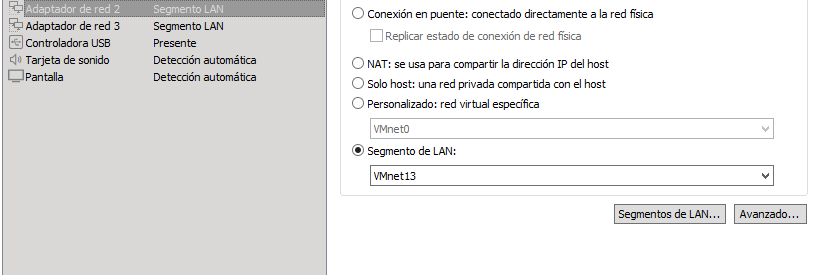 Adaptador de red 2 Segmento LAN
Adaptador de red 3 Segmento LAN
Controladora USB Presente
Tarjeta de sonido Detección automática
Pantalla Detección automática
Conexión en puente: conectado directamente a la red física
Replicar estado de conexión de red física
NAT: se usa para compartir la dirección IP del host
Solo host: una red privada compartida con el host
Personalizado: red virtual específica
VMnet0
Segmento de LAN:
VMnet13
Segmentos de LAN... Avanzado...